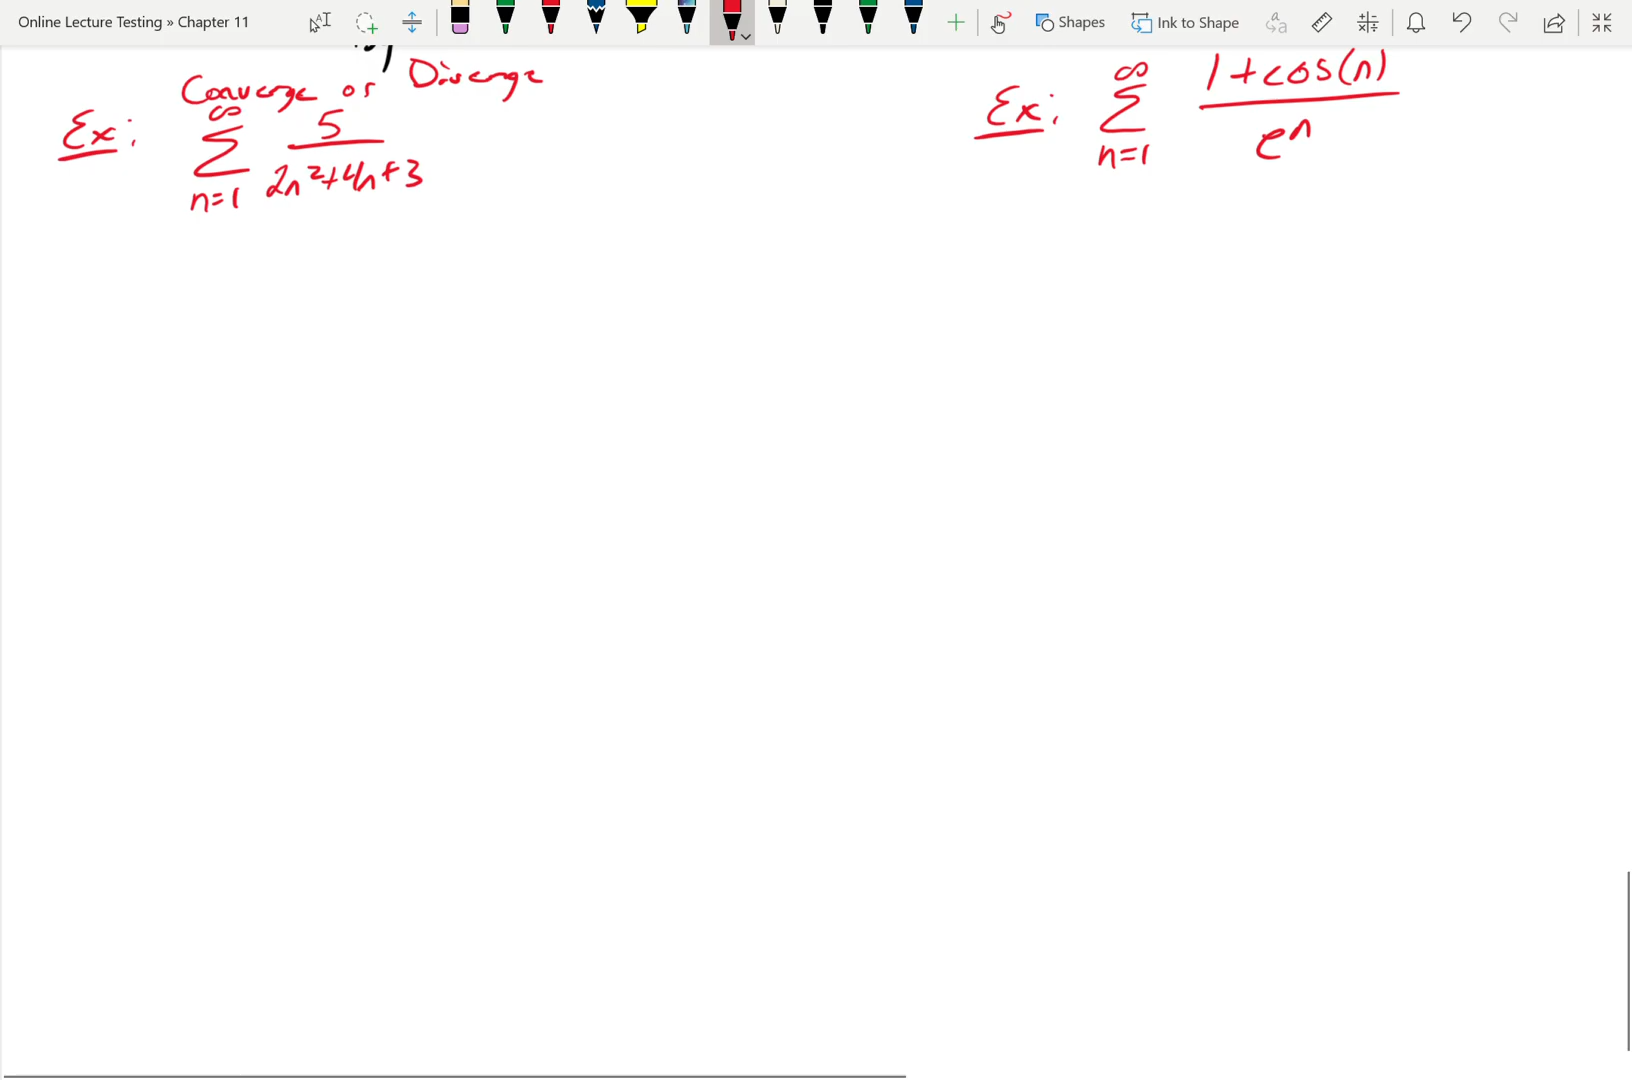 Online Lecture Testing » Chapter 11
Shapes
Ink to Shape
Converge or Diverge
Ex: ∞ Σ n=1 5 / 2n²+4n+3
Ex: ∞ Σ n=1 1+cos(n) / eⁿ